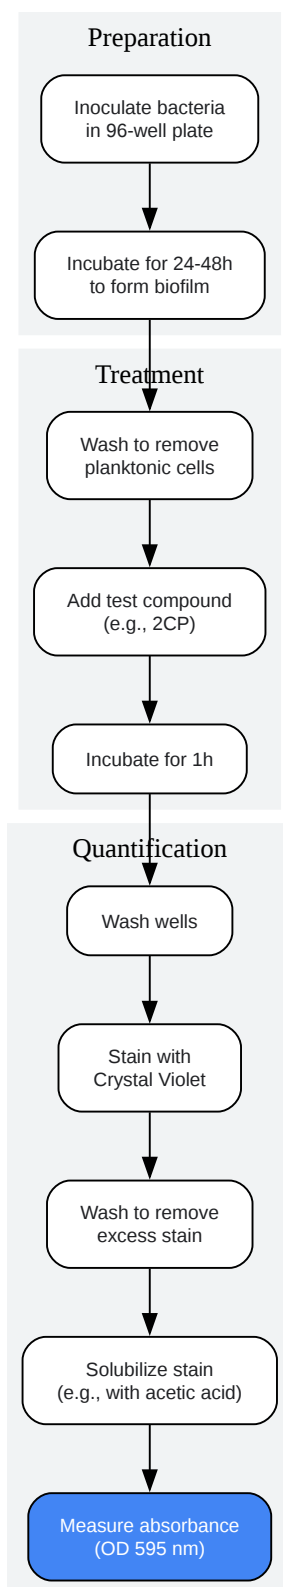 Preparation
Inoculate bacteria
in 96-well plate
Incubate for 24-48h
to form biofilm
Treatment
Wash to remove
planktonic cells
Add test compound
(e.g., 2CP)
Incubate for 1h
Quantification
Wash wells
Stain with
Crystal Violet
Wash to remove
excess stain
Solubilize stain
(e.g., with acetic acid)
Measure absorbance
(OD 595 nm)